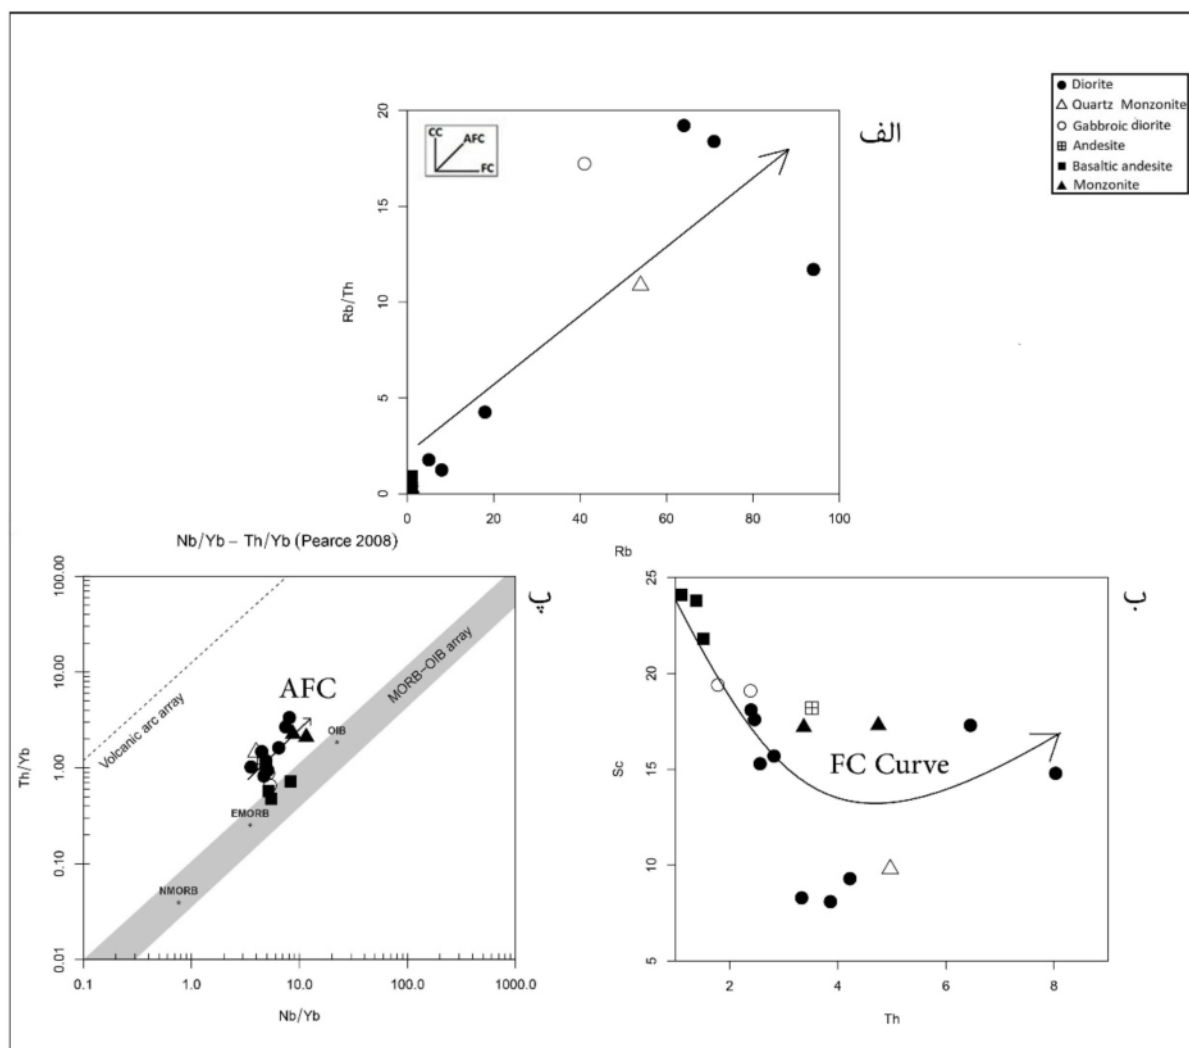 Diorite
Quartz Monzonite
Gabbroic diorite
Andesite
Basaltic andesite
Monzonite
الف
20
15
10
5
0
Rb/Th
CC
AFC
FC
0 20 40 60 80 100
Rb
Nb/Yb – Th/Yb (Pearce 2008)
پ
100.00
10.00
1.00
0.10
0.01
Th/Yb
Volcanic arc array
AFC
MORB–OIB array
OIB
EMORB
NMORB
0.1 1.0 10.0 100.0 1000.0
Nb/Yb
ب
25
20
15
10
5
Sc
FC Curve
2 4 6 8
Th